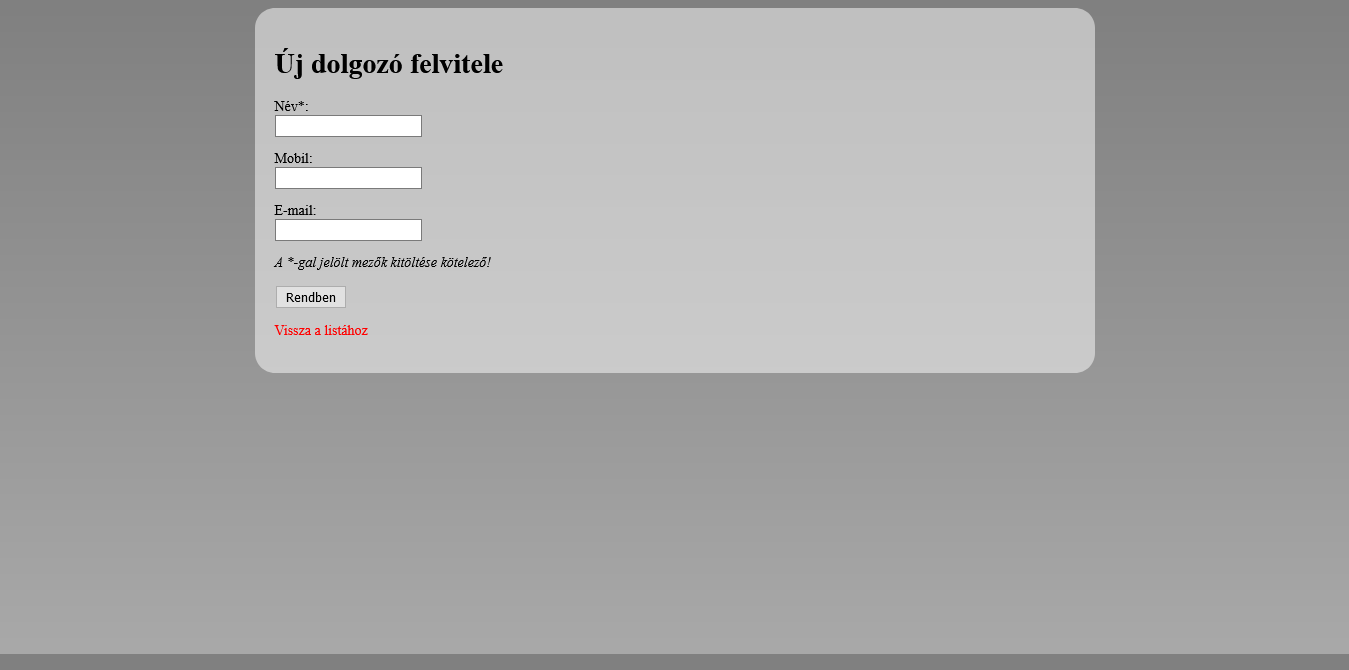 Új dolgozó felvitele
Név*:
Mobil:
E-mail:
A *-gal jelölt mezők kitöltése kötelező!
Rendben
Vissza a listához